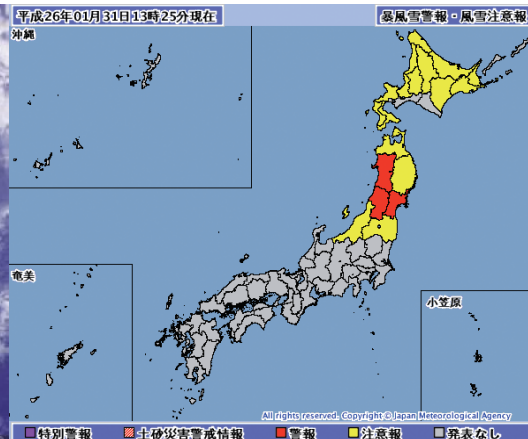 平成26年01月31日13時25分現在
暴風雪警報・風雪注意報
沖縄
奄美
小笠原
All rights reserved. Copyright © Japan Meteorological Agency
特別警報 土砂災害警戒情報 警報 注意報 発表なし